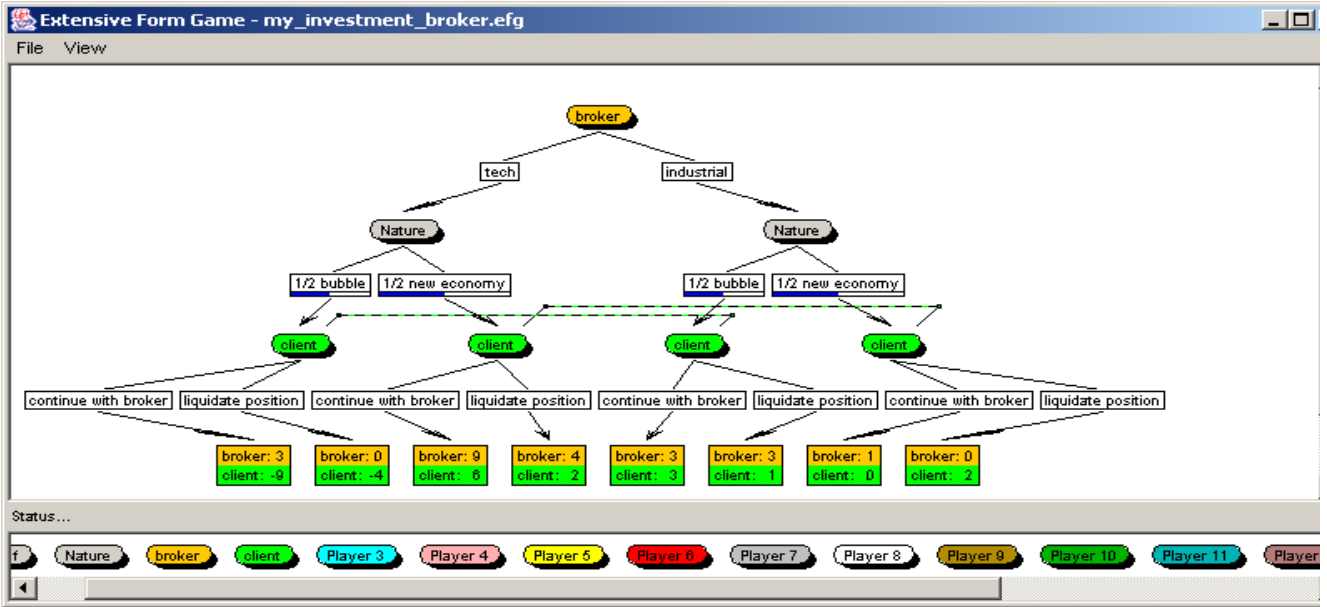 Extensive Form Game - my_investment_broker.efg
File View
broker
tech industrial
Nature Nature
1/2 bubble 1/2 new economy 1/2 bubble 1/2 new economy
client client client client
continue with broker liquidate position continue with broker liquidate position continue with broker liquidate position continue with broker liquidate position
broker: 3 broker: 0 broker: 9 broker: 4 broker: 3 broker: 3 broker: 1 broker: 0
client: -9 client: -4 client: 6 client: 2 client: 3 client: 1 client: 0 client: 2
Status...
f Nature broker client Player 3 Player 4 Player 5 Player 6 Player 7 Player 8 Player 9 Player 10 Player 11 Player